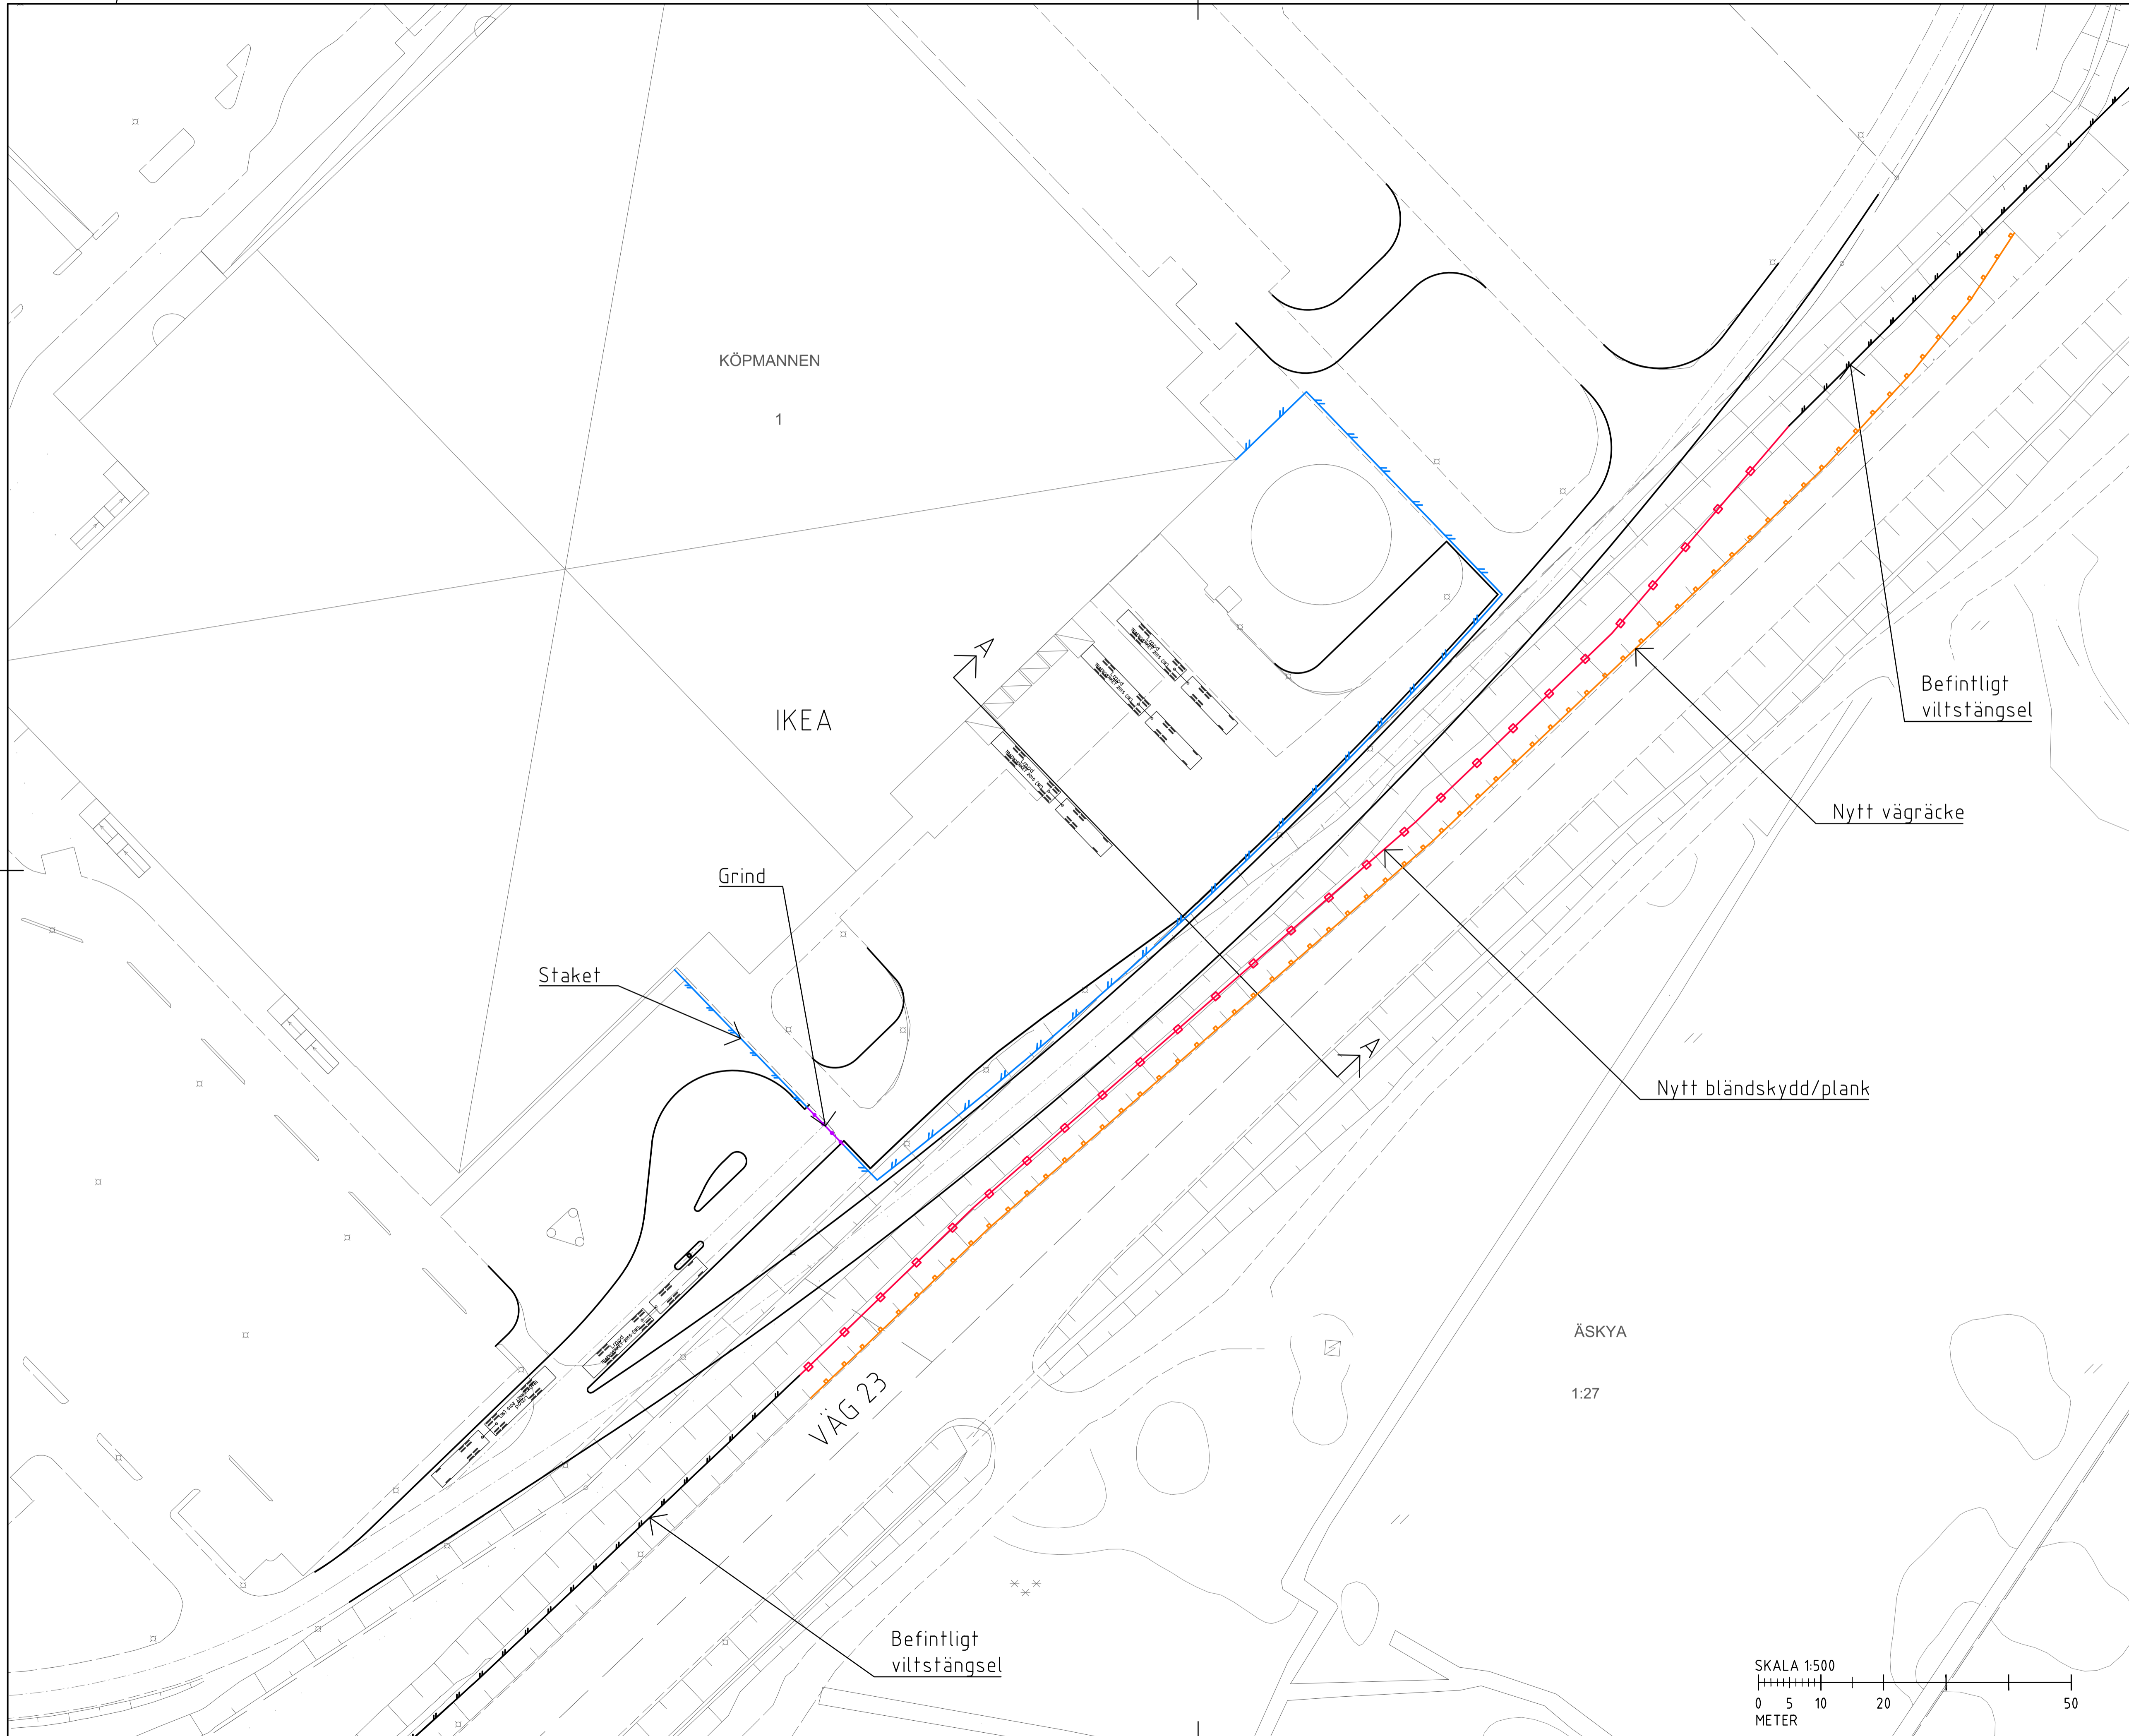 KÖPMANNEN
1
A
IKEA
Befintligt
viltstängsel
Nytt vägräcke
Grind
Staket
A
Nytt bländskydd/plank
ÄSKYA
1:27
VÄG 23
Befintligt
viltstängsel
SKALA 1:500
0 5 10 20 50
METER